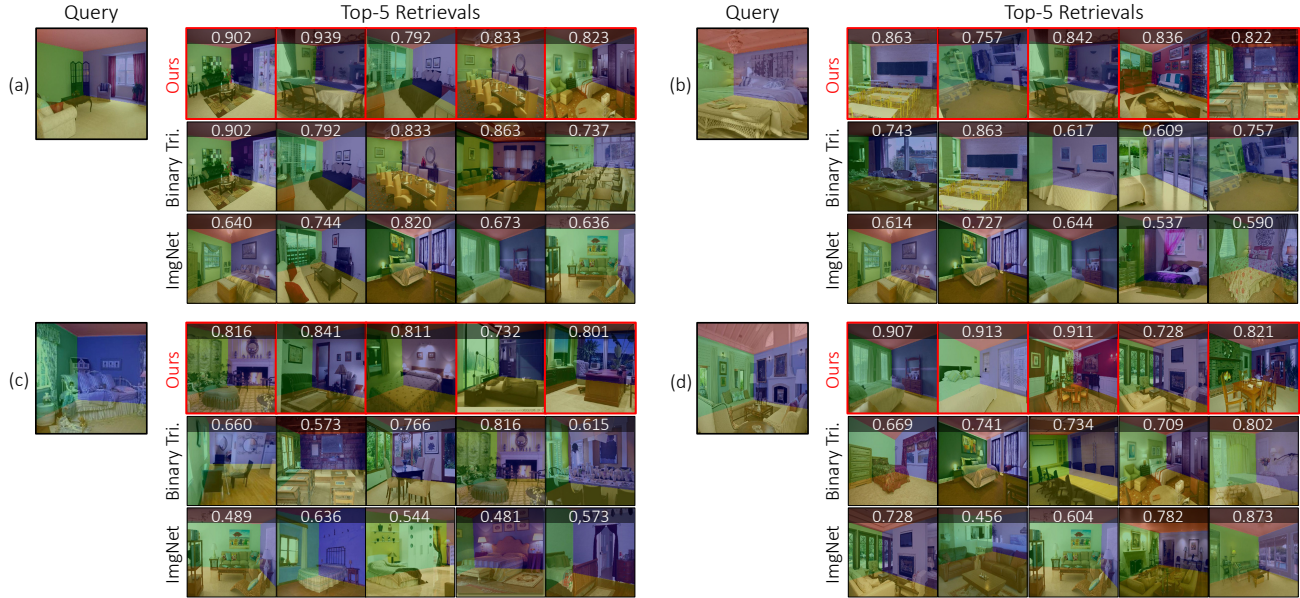 Query Top-5 Retrievals Query Top-5 Retrievals
(a) Ours 0.902 0.939 0.792 0.833 0.823
Binary Tri. 0.902 0.792 0.833 0.863 0.737
ImgNet 0.640 0.744 0.820 0.673 0.636
(b) Ours 0.863 0.757 0.842 0.836 0.822
Binary Tri. 0.743 0.863 0.617 0.609 0.757
ImgNet 0.614 0.727 0.644 0.537 0.590
(c) Ours 0.816 0.841 0.811 0.732 0.801
Binary Tri. 0.660 0.573 0.766 0.816 0.615
ImgNet 0.489 0.636 0.544 0.481 0,573
(d) Ours 0.907 0.913 0.911 0.728 0.821
Binary Tri. 0.669 0.741 0.734 0.709 0.802
ImgNet 0.728 0.456 0.604 0.782 0.873